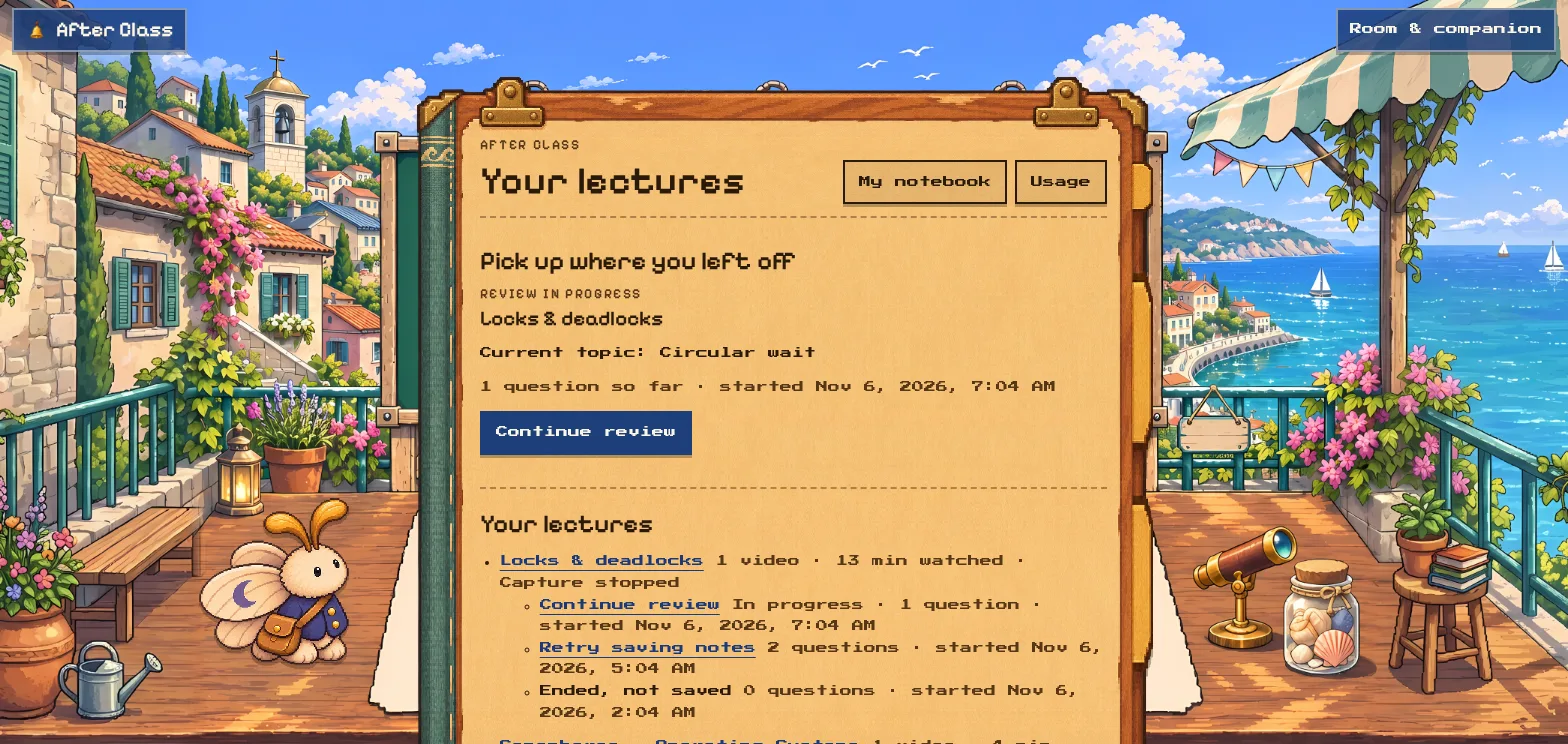 After Class
Room & companion
AFTER CLASS
Your lectures
My notebook
Usage
Pick up where you left off
REVIEW IN PROGRESS
Locks & deadlocks
Current topic: Circular wait
1 question so far · started Nov 6, 2026, 7:04 AM
Continue review
Your lectures
Locks & deadlocks 1 video · 13 min watched ·
Capture stopped
Continue review In progress · 1 question ·
started Nov 6, 2026, 7:04 AM
Retry saving notes 2 questions · started Nov 6,
2026, 5:04 AM
Ended, not saved 0 questions · started Nov 6,
2026, 2:04 AM